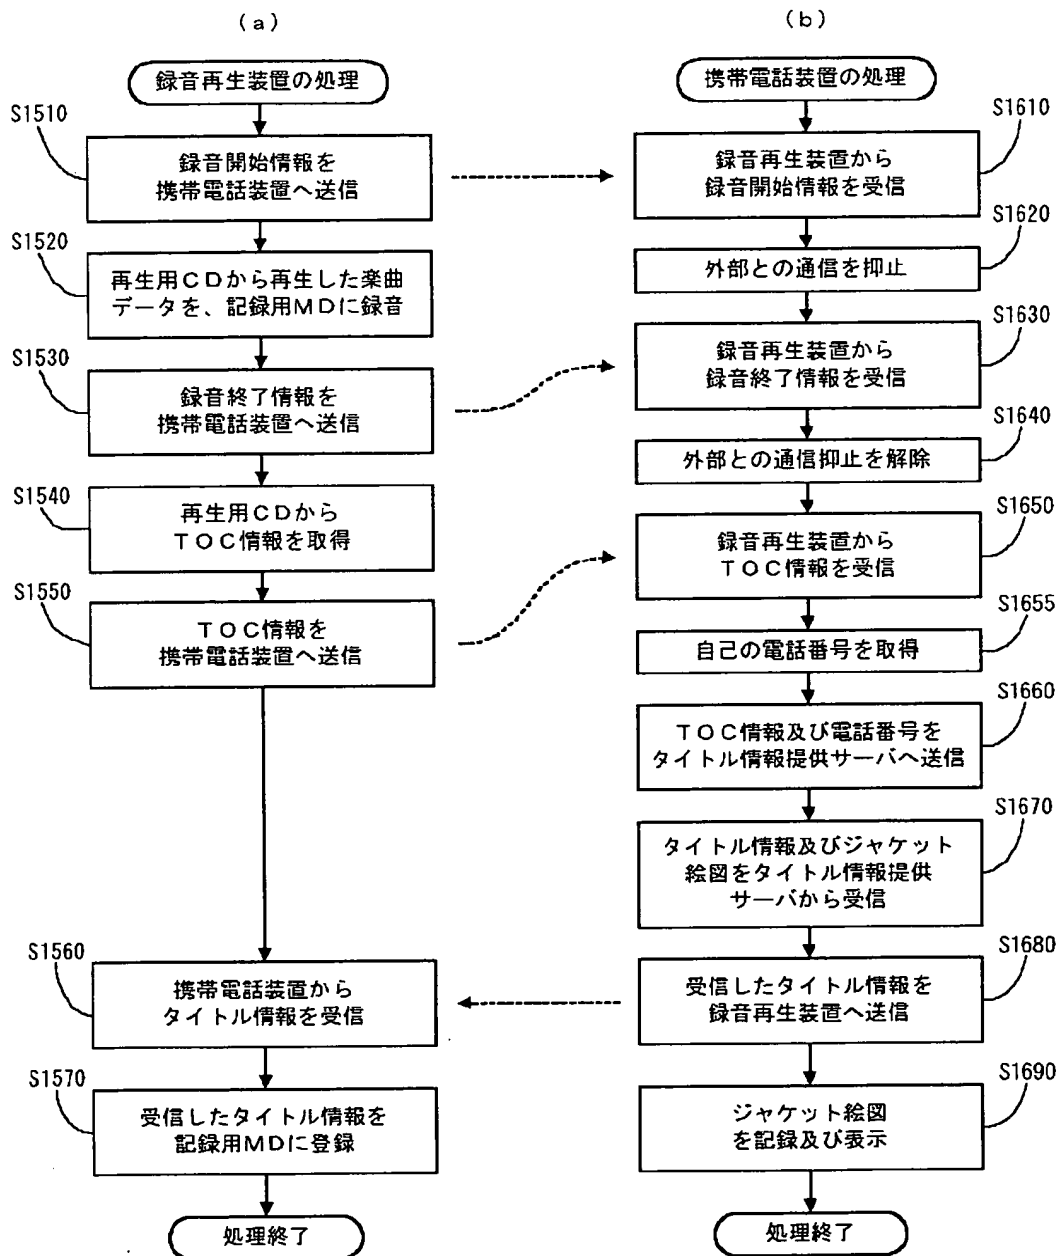 (a)
録音再生装置の処理
S1510
録音開始情報を
携帯電話装置へ送信
S1520
再生用CDから再生した楽曲
データを、記録用MDに録音
S1530
録音終了情報を
携帯電話装置へ送信
S1540
再生用CDから
TOC情報を取得
S1550
TOC情報を
携帯電話装置へ送信
S1560
携帯電話装置から
タイトル情報を受信
S1570
受信したタイトル情報を
記録用MDに登録
処理終了
(b)
携帯電話装置の処理
S1610
録音再生装置から
録音開始情報を受信
S1620
外部との通信を抑止
S1630
録音再生装置から
録音終了情報を受信
S1640
外部との通信抑止を解除
S1650
録音再生装置から
TOC情報を受信
S1655
自己の電話番号を取得
S1660
TOC情報及び電話番号を
タイトル情報提供サーバへ送信
S1670
タイトル情報及びジャケット
絵図をタイトル情報提供
サーバから受信
S1680
受信したタイトル情報を
録音再生装置へ送信
S1690
ジャケット絵図
を記録及び表示
処理終了